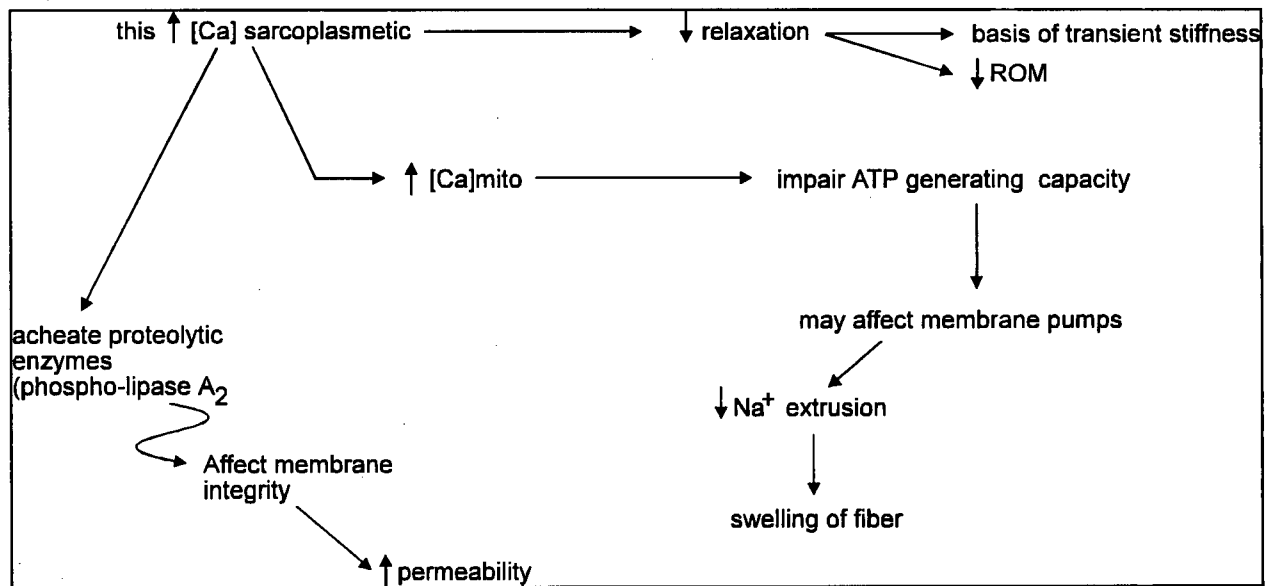 this ↑ [Ca] sarcoplasmetic
↓ relaxation
basis of transient stiffness
↓ ROM
↑ [Ca]mito
impair ATP generating capacity
may affect membrane pumps
acheate proteolytic
enzymes
(phospho-lipase A2
↓ Na+ extrusion
Affect membrane
integrity
swelling of fiber
↑ permeability